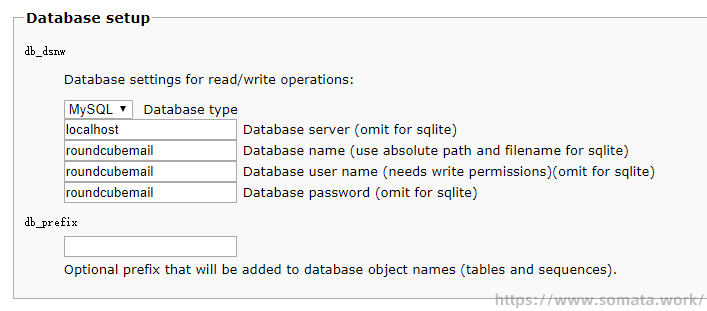 Database setup
db_dsnw
Database settings for read/write operations:
MySQL ▼ Database type
localhost Database server (omit for sqlite)
roundcubemail Database name (use absolute path and filename for sqlite)
roundcubemail Database user name (needs write permissions)(omit for sqlite)
roundcubemail Database password (omit for sqlite)
db_prefix
Optional prefix that will be added to database object names (tables and sequences).
https://www.somata.work/